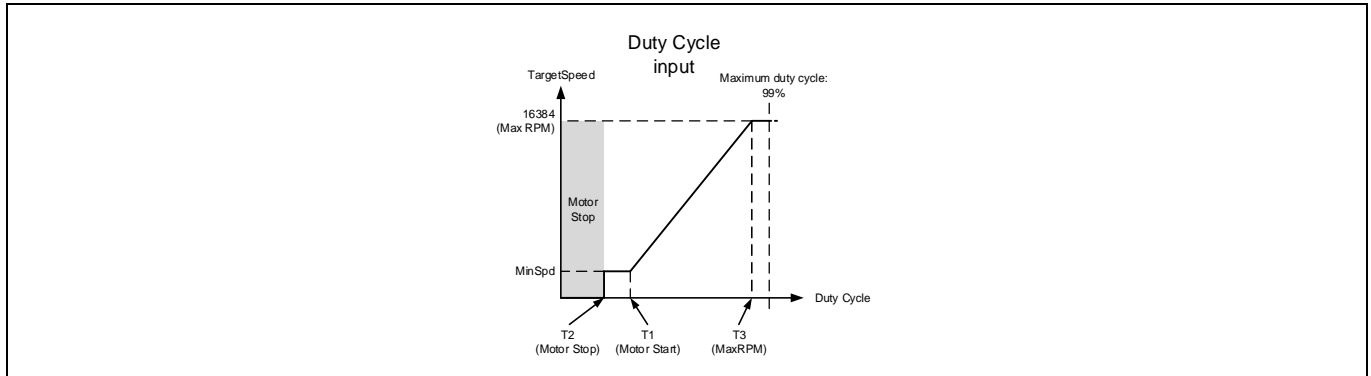 Duty Cycle
input
TargetSpeed
Maximum duty cycle:
99%
16384
(Max RPM)
Motor
Stop
MinSpd
Duty Cycle
T2
(Motor Stop)
T1
(Motor Start)
T3
(MaxRPM)